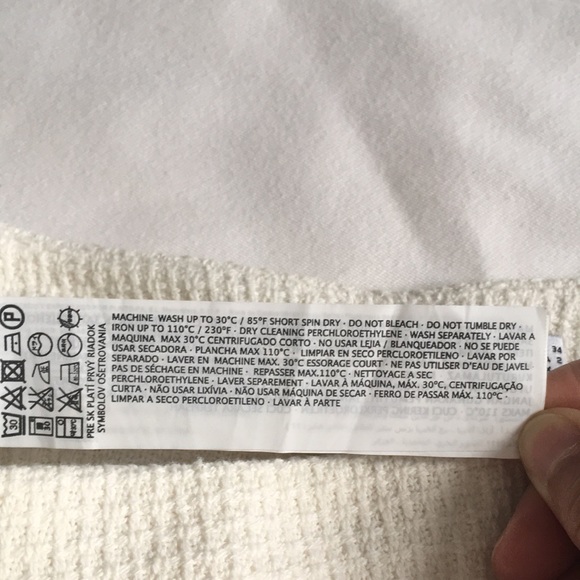 MACHINE WASH UP TO 30°C / 85°F SHORT SPIN DRY · DO NOT BLEACH · DO NOT TUMBLE DRY ·
IRON UP TO 110°C / 230°F · DRY CLEANING PERCHLOROETHYLENE · WASH SEPARATELY · LAVAR A
MAQUINA MAX 30°C CENTRIFUGADO CORTO · NO USAR LEJIA / BLANQUEADOR · NO SE PUEDE
USAR SECADORA · PLANCHA MAX 110°C · LIMPIAR EN SECO PERCLOROETILENO · LAVAR POR
SEPARADO · LAVER EN MACHINE MAX. 30°C ESSORAGE COURT · NE PAS UTILISER D'EAU DE JAVEL
PAS DE SÉCHAGE EN MACHINE · REPASSER MAX.110°C · NETTOYAGE A SEC
PERCHLOROETHYLENE · LAVER SEPAREMENT · LAVAR À MÁQUINA, MÁX. 30°C, CENTRIFUGAÇÃO
CURTA · NÃO USAR LIXÍVIA · NÃO USAR MÁQUINA DE SECAR · FERRO DE PASSAR MÁX. 110°C ·
LIMPAR A SECO PERCLOROETILENO · LAVAR À PARTE
PRE SK PLATÍ PRVÝ RIADOK
SYMBOLOV OŠETROVANIA
P
30
30